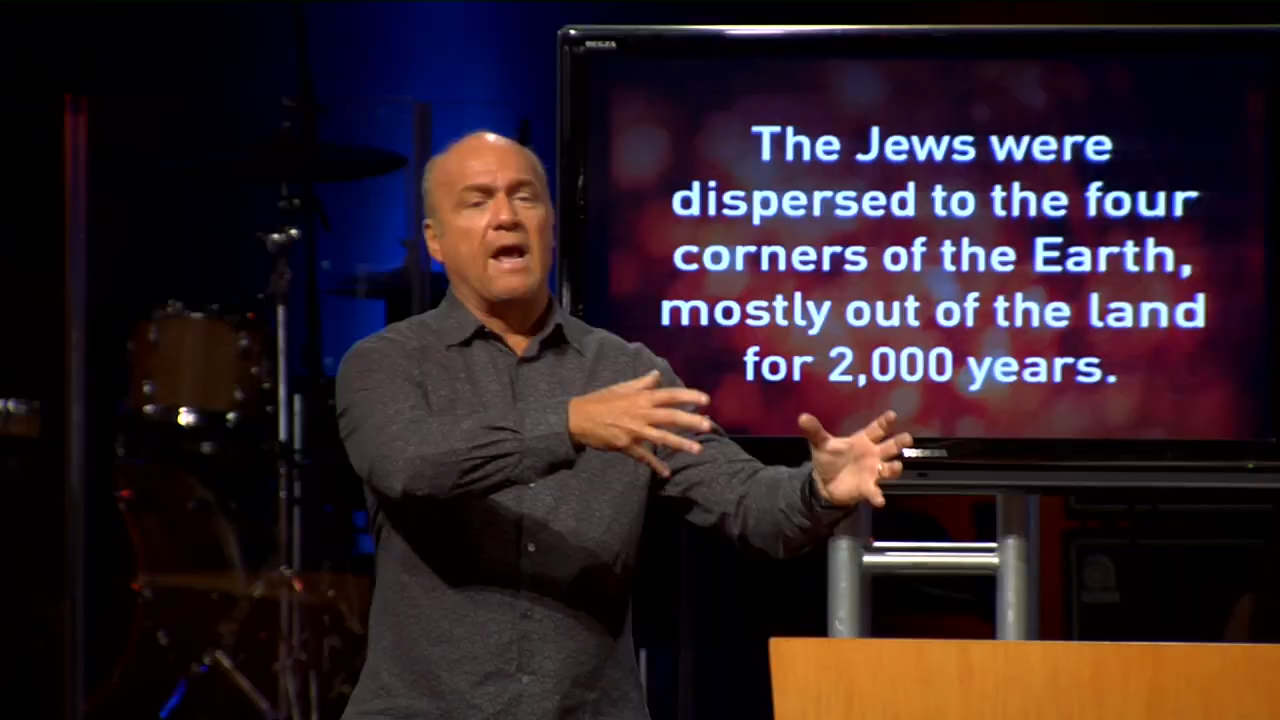 The Jews were
dispersed to the four
corners of the Earth,
mostly out of the land
for 2,000 years.